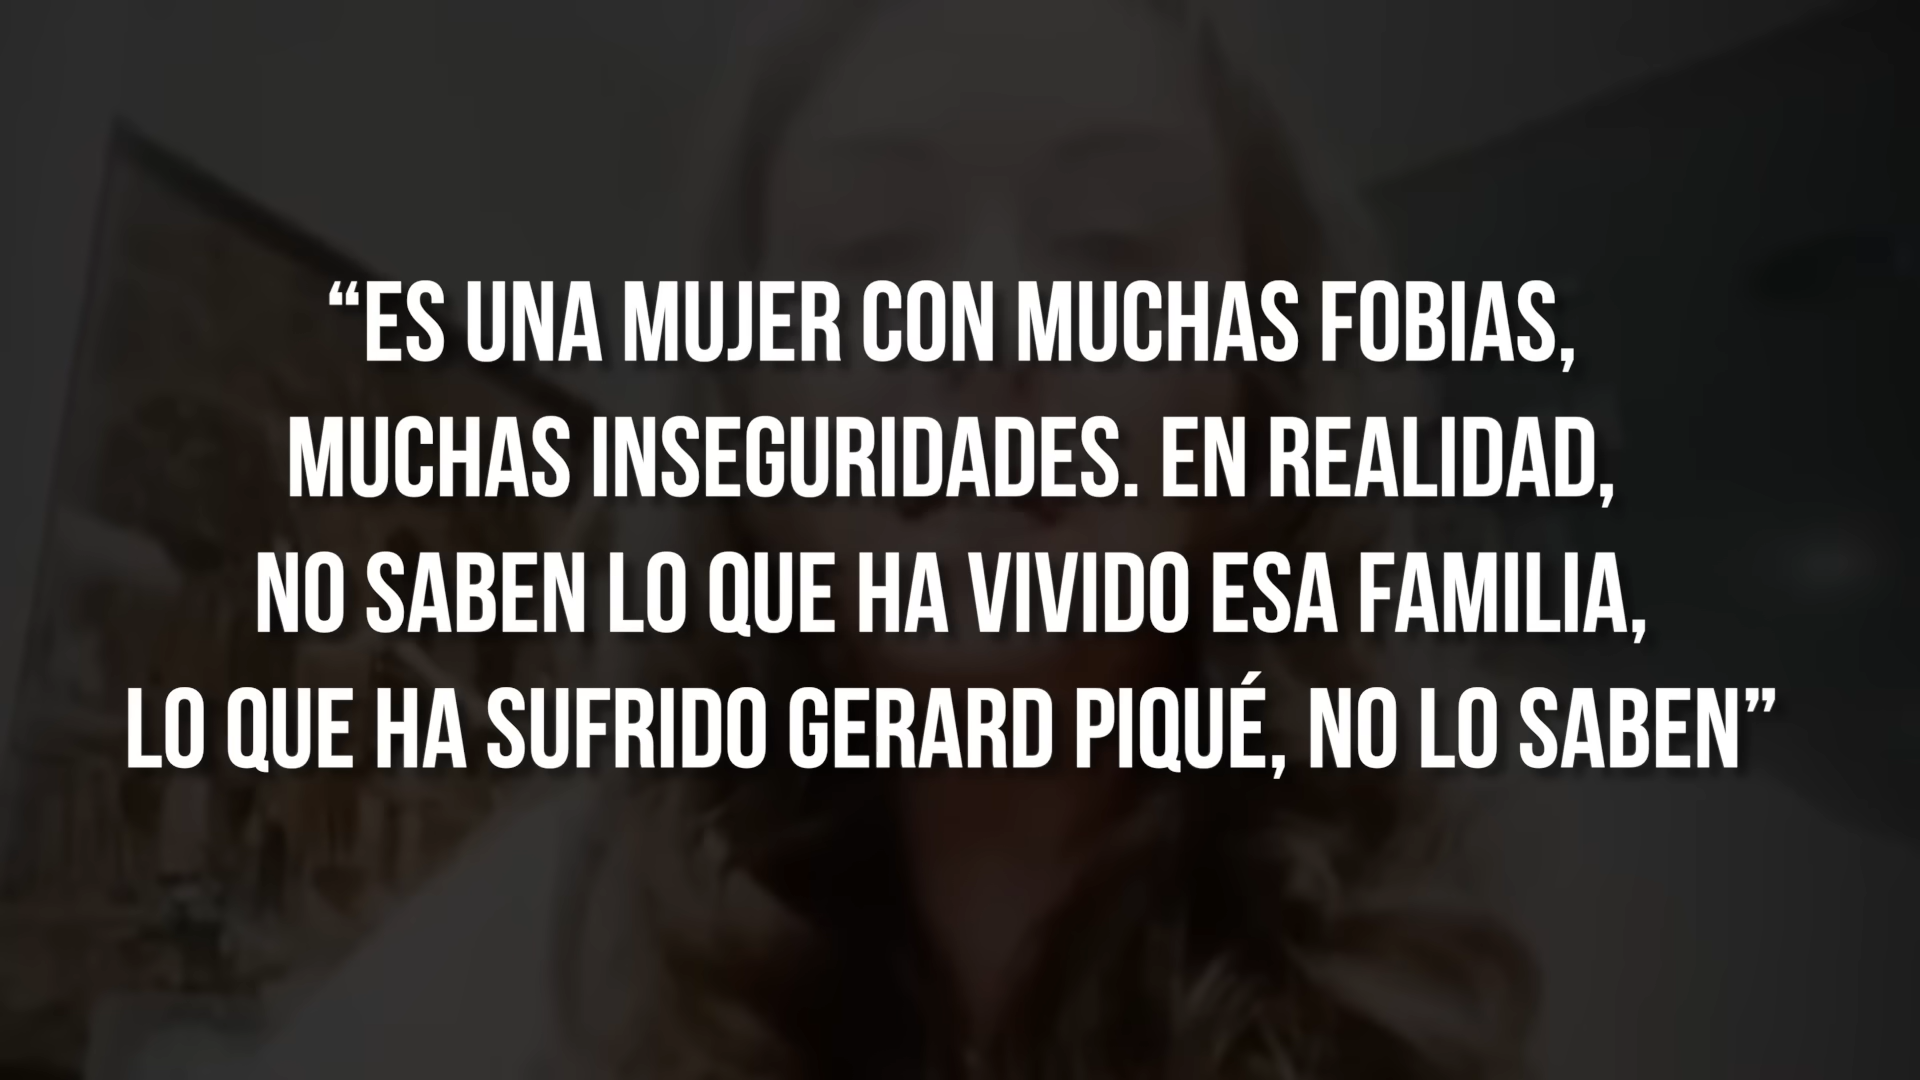 “ES UNA MUJER CON MUCHAS FOBIAS,
MUCHAS INSEGURIDADES. EN REALIDAD,
NO SABEN LO QUE HA VIVIDO ESA FAMILIA,
LO QUE HA SUFRIDO GERARD PIQUÉ, NO LO SABEN”